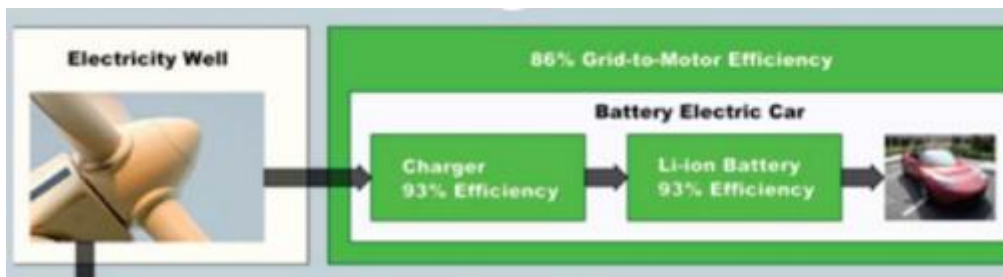 Electricity Well
86% Grid-to-Motor Efficiency
Battery Electric Car
Charger
93% Efficiency
Li-ion Battery
93% Efficiency